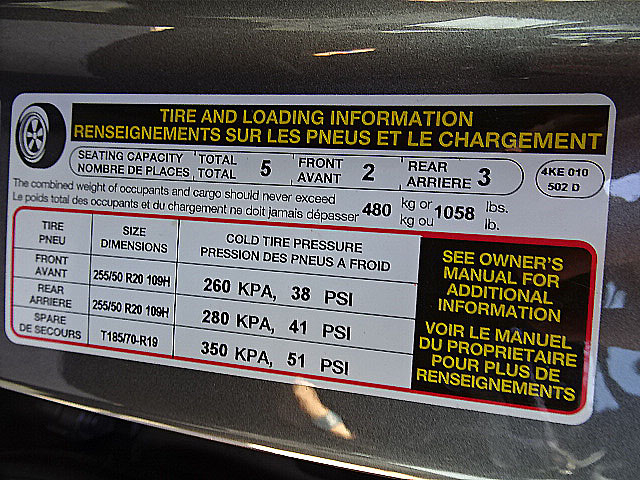 TIRE AND LOADING INFORMATION
RENSEIGNEMENTS SUR LES PNEUS ET LE CHARGEMENT
SEATING CAPACITY TOTAL 5 FRONT 2 REAR 3
NOMBRE DE PLACES TOTAL AVANT ARRIERE
4KE 010
502 D
The combined weight of occupants and cargo should never exceed 480 kg or 1058 lbs.
Le poids total des occupants et du chargement ne doit jamais dépasser kg ou lb.
TIRE SIZE COLD TIRE PRESSURE
PNEU DIMENSIONS PRESSION DES PNEUS A FROID
FRONT
AVANT 255/50 R20 109H 260 KPA, 38 PSI
REAR
ARRIERE 255/50 R20 109H 280 KPA, 41 PSI
SPARE
DE SECOURS T185/70-R19 350 KPA, 51 PSI
SEE OWNER'S
MANUAL FOR
ADDITIONAL
INFORMATION
VOIR LE MANUEL
DU PROPRIETAIRE
POUR PLUS DE
RENSEIGNEMENTS